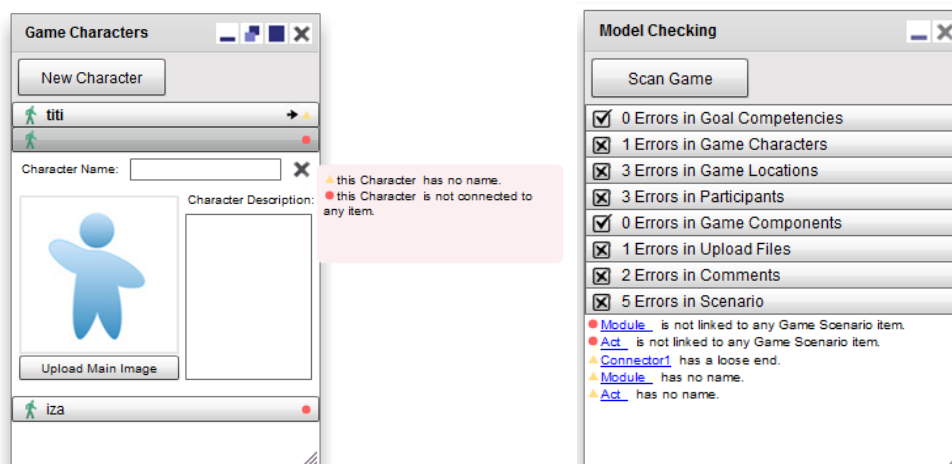 Game Characters
New Character
titi
Character Name:
Character Description:
Upload Main Image
iza
this Character has no name.
this Character is not connected to
any item.
Model Checking
Scan Game
0 Errors in Goal Competencies
1 Errors in Game Characters
3 Errors in Game Locations
3 Errors in Participants
0 Errors in Game Components
1 Errors in Upload Files
2 Errors in Comments
5 Errors in Scenario
Module is not linked to any Game Scenario item.
Act is not linked to any Game Scenario item.
Connector1 has a loose end.
Module has no name.
Act has no name.